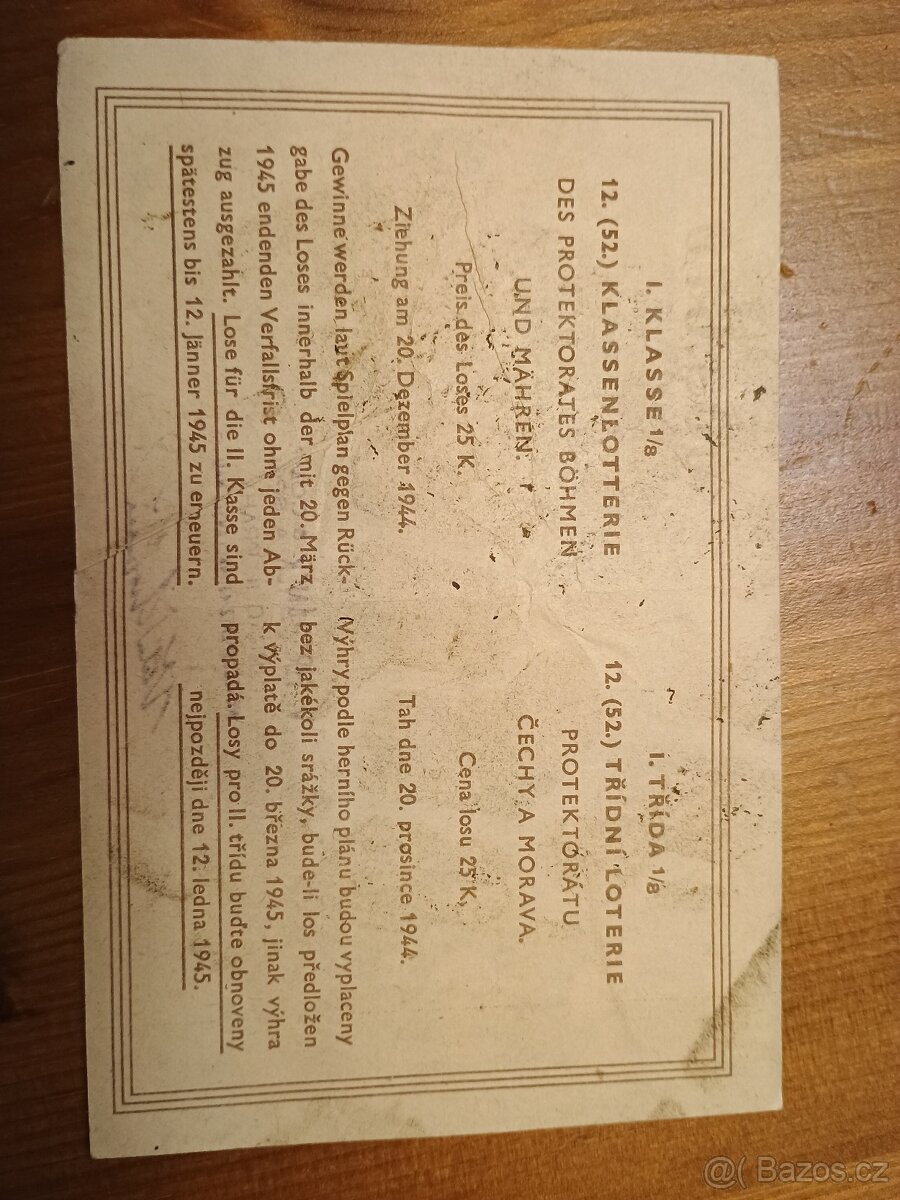 I. KLASSE 1/8
12. (52.) KLASSENLOTTERIE
DES PROTEKTORATES BÖHMEN
UND MÄHREN.
Preis des Loses 25 K.
Ziehung am 20. Dezember 1944.
Gewinne werden laut Spielplan gegen Rück-
gabe des Loses innerhalb der mit 20. März
1945 endenden Verfallsfrist ohne jeden Ab-
zug ausgezahlt. Lose für die II. Klasse sind
spätestens bis 12. Jänner 1945 zu erneuern.
I. TŘÍDA 1/8
12. (52.) TŘÍDNÍ LOTERIE
PROTEKTORÁTU
ČECHY A MORAVA.
Cena losu 25 K,
Tah dne 20. prosince 1944.
Výhry podle herního plánu budou vyplaceny
bez jakékoli srážky, bude-li los předložen
k výplatě do 20. března 1945, jinak výhra
propadá. Losy pro II. třídu buďte obnoveny
nejpozději dne 12. ledna 1945.
@( Bazos.cz